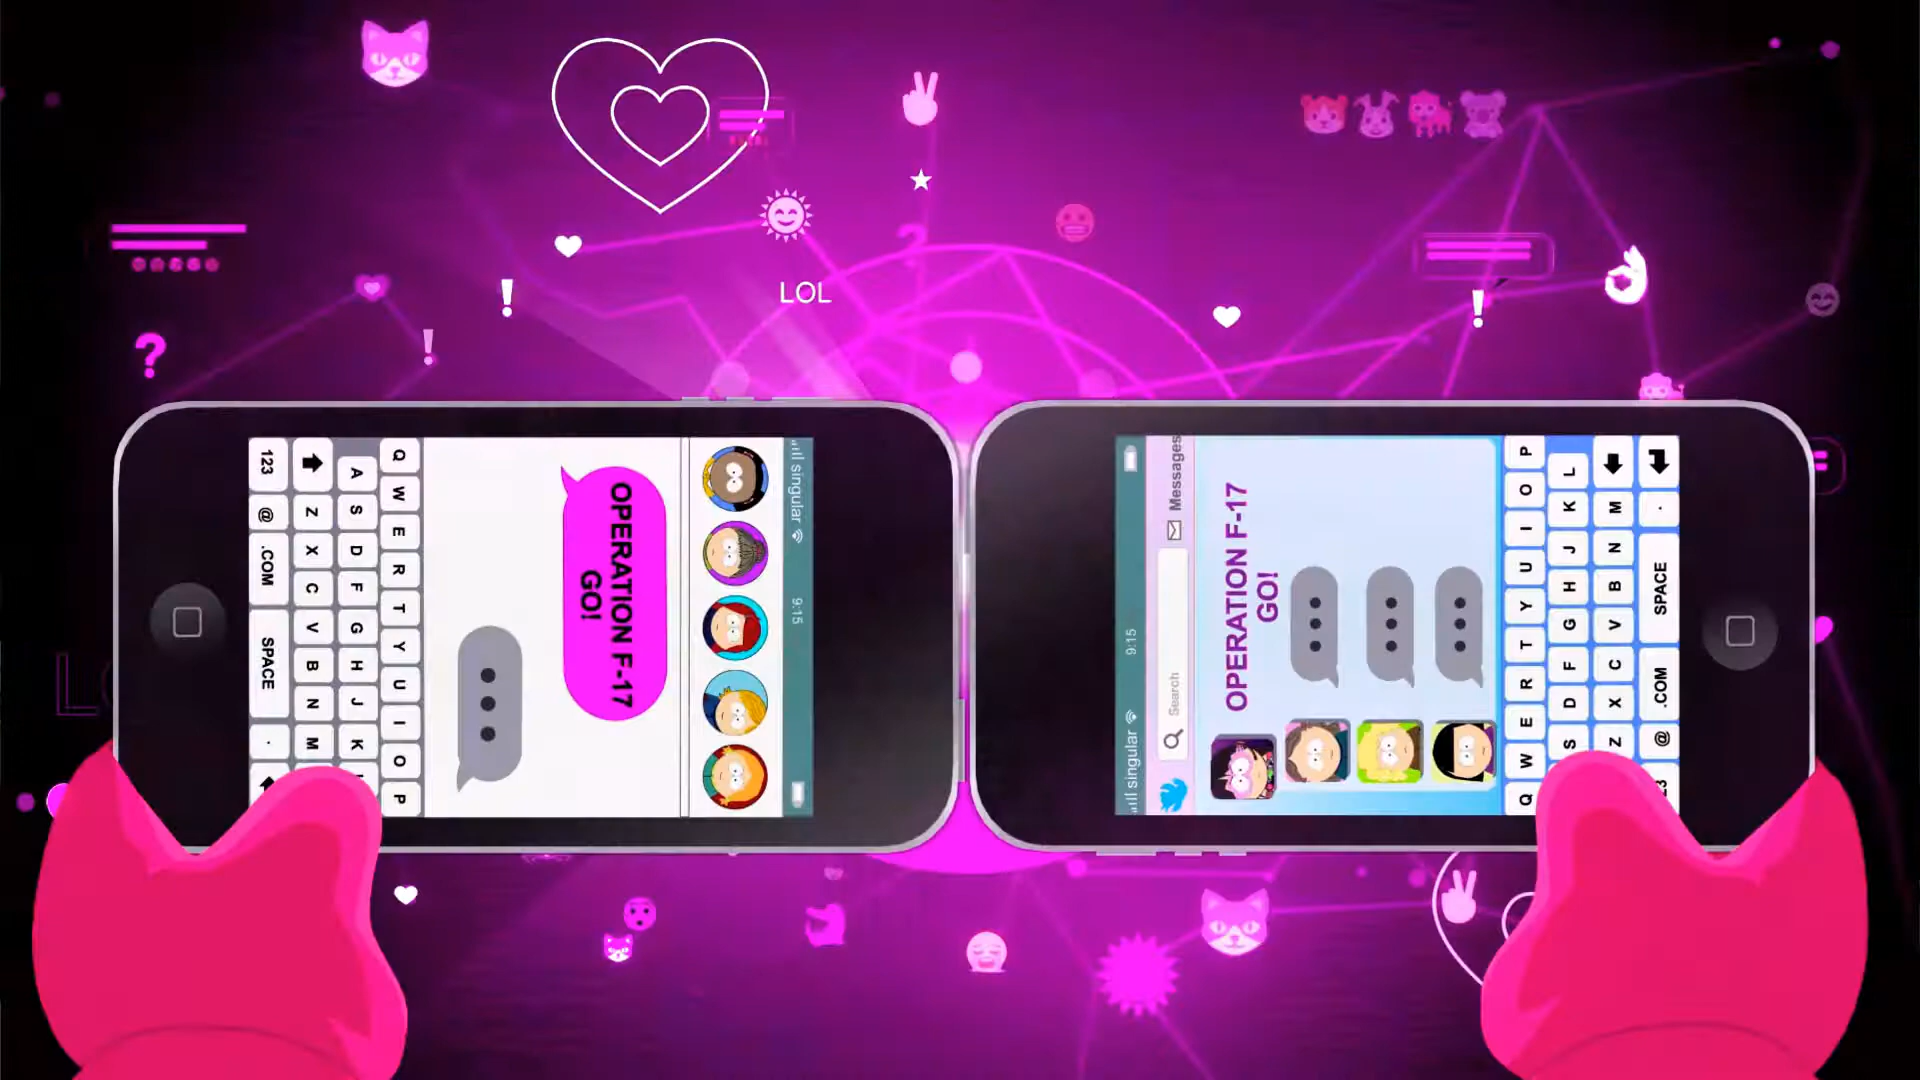 LOL
singular
9:15
OPERATION F-17
GO!
Q W E R T Y U I O P
A S D F G H J K
Z X C V B N M
123 @ .COM SPACE .
singular
9:15
Messages
Search
OPERATION F-17
GO!
Q W E R T Y U I O P
S D F G H J K L
Z X C V B N M
@ .COM SPACE .